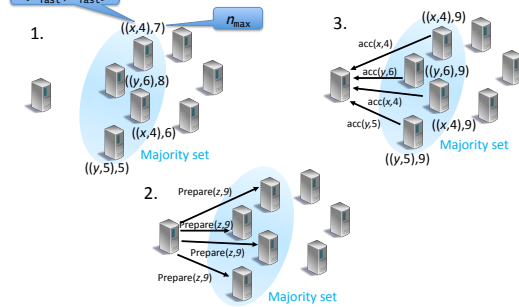 1.
((x,4),7)
n max
((y,6),8)
((x,4),6)
Majority set
((y,5),5)
3.
((x,4),9)
acc(x,4)
acc(y,6)
((y,6),9)
acc(x,4)
((x,4),9)
acc(y,5)
Majority set
((y,5),9)
2.
Prepare(z,9)
Prepare(z,9)
Prepare(z,9)
Prepare(z,9)
Majority set